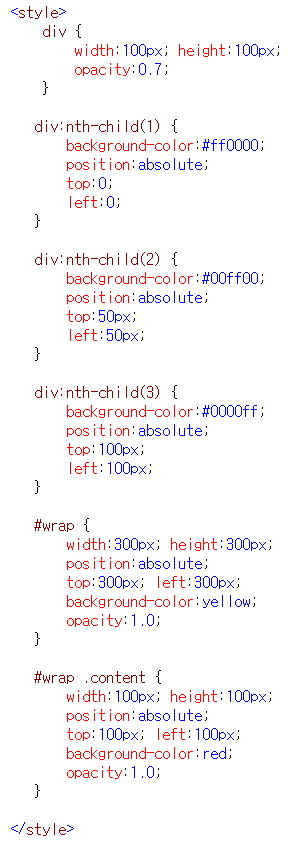 <style>
div {
width:100px; height:100px;
opacity:0.7;
}
div:nth-child(1) {
background-color:#ff0000;
position:absolute;
top:0;
left:0;
}
div:nth-child(2) {
background-color:#00ff00;
position:absolute;
top:50px;
left:50px;
}
div:nth-child(3) {
background-color:#0000ff;
position:absolute;
top:100px;
left:100px;
}
#wrap {
width:300px; height:300px;
position:absolute;
top:300px; left:300px;
background-color:yellow;
opacity:1.0;
}
#wrap .content {
width:100px; height:100px;
position:absolute;
top:100px; left:100px;
background-color:red;
opacity:1.0;
}
</style>